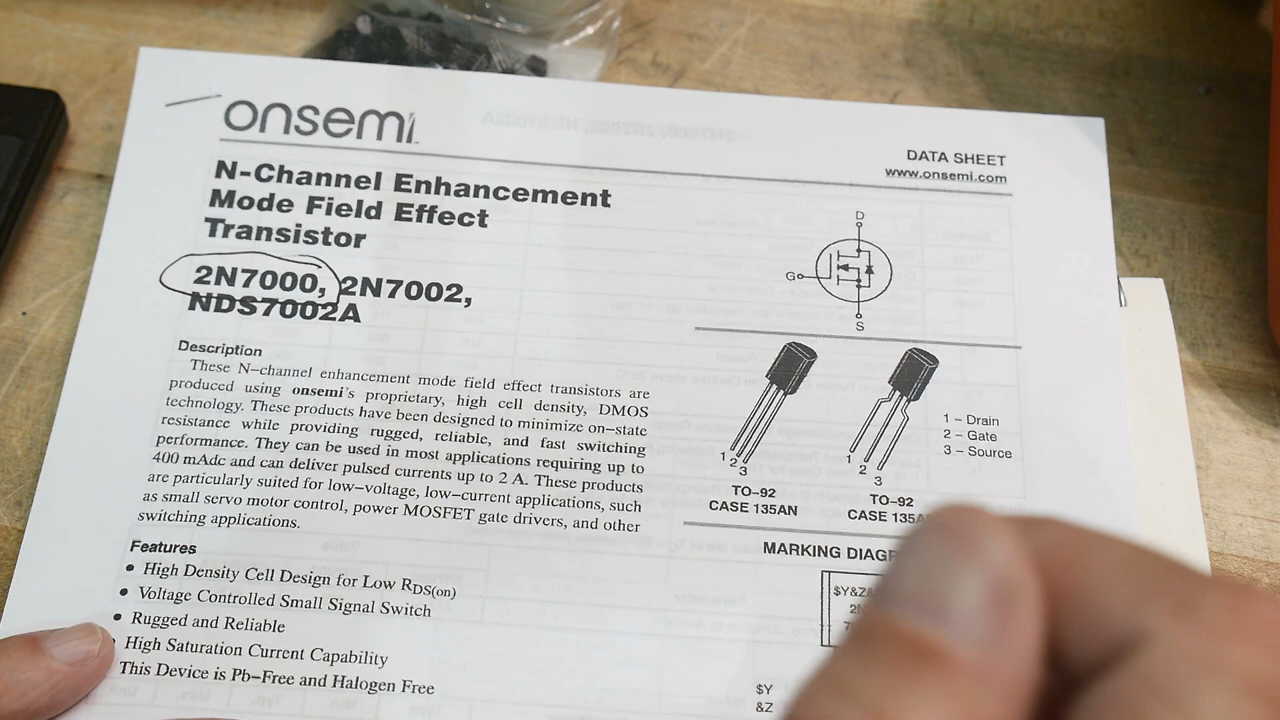 onsemi
DATA SHEET
www.onsemi.com
N-Channel Enhancement
Mode Field Effect
Transistor
2N7000, 2N7002,
NDS7002A
Description
These N−channel enhancement mode field effect transistors are
produced using onsemi's proprietary, high cell density, DMOS
technology. These products have been designed to minimize on−state
resistance while providing rugged, reliable, and fast switching
performance. They can be used in most applications requiring up to
400 mAdc and can deliver pulsed currents up to 2 A. These products
are particularly suited for low−voltage, low−current applications, such
as small servo motor control, power MOSFET gate drivers, and other
switching applications.
Features
• High Density Cell Design for Low RDS(on)
• Voltage Controlled Small Signal Switch
• Rugged and Reliable
High Saturation Current Capability
This Device is Pb−Free and Halogen Free
D
G
S
1 2 3
1 2 3
1 − Drain
2 − Gate
3 − Source
TO−92
CASE 135AN
TO−92
CASE 135A
MARKING DIAGR
$Y&Z&
2N
7
$Y
&Z